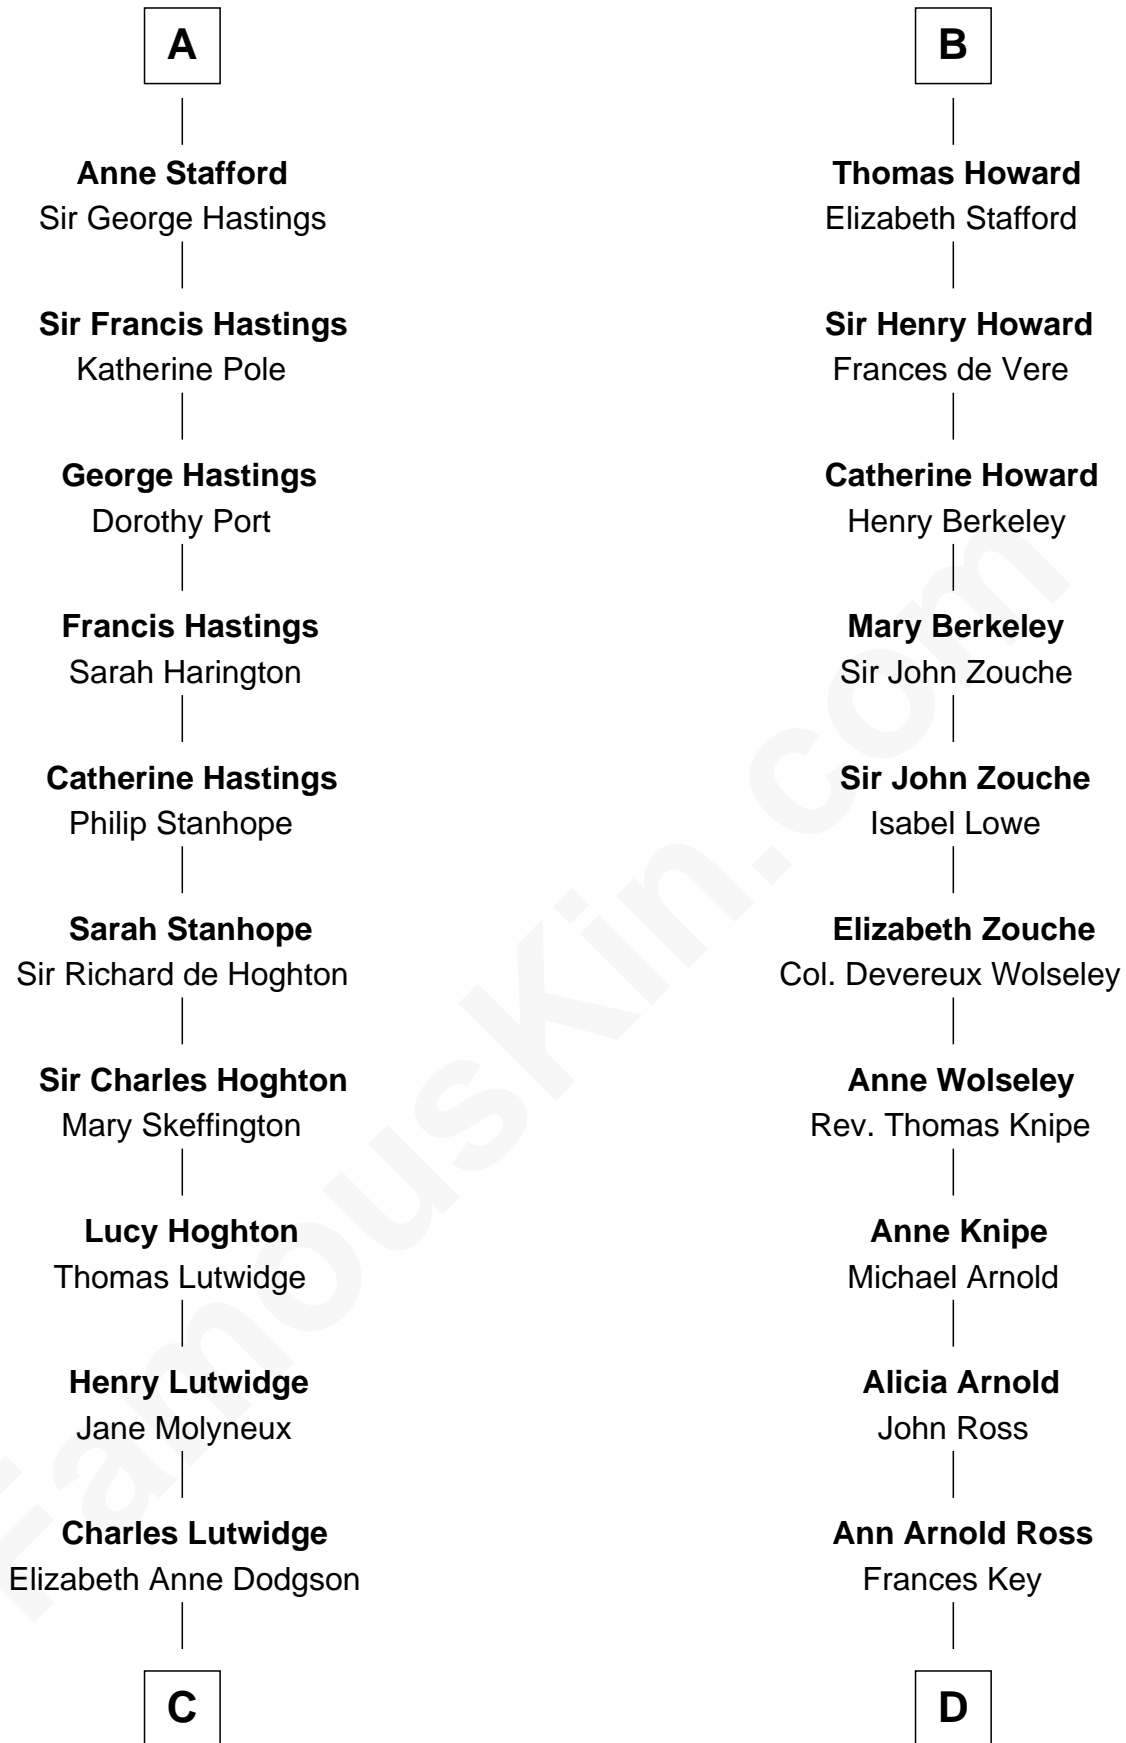 A
Anne Stafford
Sir George Hastings
Sir Francis Hastings
Katherine Pole
George Hastings
Dorothy Port
Francis Hastings
Sarah Harington
Catherine Hastings
Philip Stanhope
Sarah Stanhope
Sir Richard de Hoghton
Sir Charles Hoghton
Mary Skeffington
Lucy Hoghton
Thomas Lutwidge
Henry Lutwidge
Jane Molyneux
Charles Lutwidge
Elizabeth Anne Dodgson
C
B
Thomas Howard
Elizabeth Stafford
Sir Henry Howard
Frances de Vere
Catherine Howard
Henry Berkeley
Mary Berkeley
Sir John Zouche
Sir John Zouche
Isabel Lowe
Elizabeth Zouche
Col. Devereux Wolseley
Anne Wolseley
Rev. Thomas Knipe
Anne Knipe
Michael Arnold
Alicia Arnold
John Ross
Ann Arnold Ross
Frances Key
D
FamousKin.com